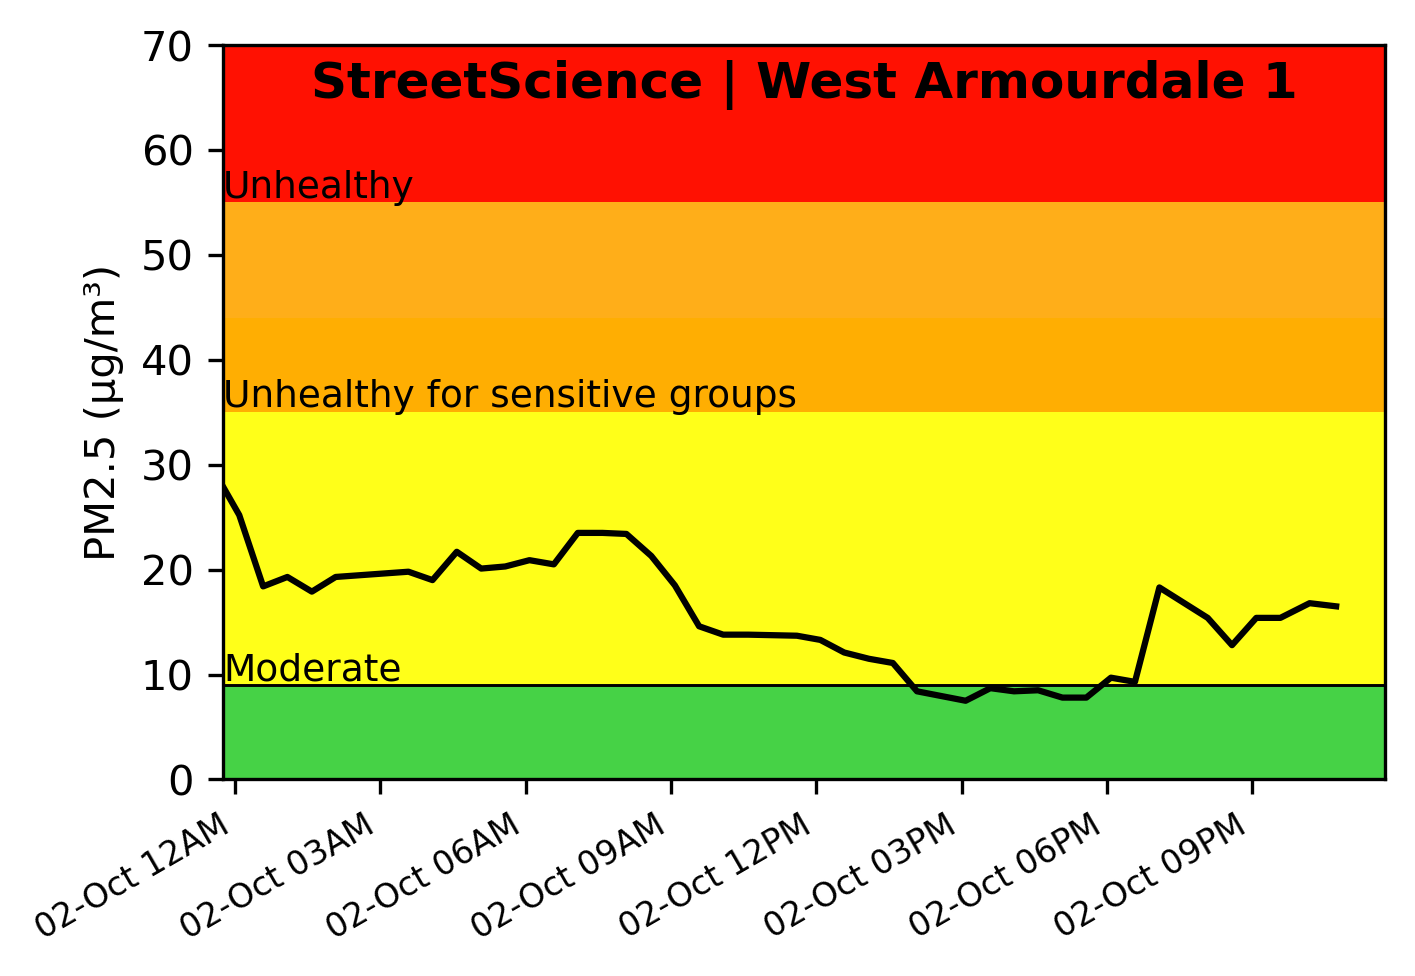 StreetScience | West Armourdale 1
PM2.5 (µg/m³)
70
60
50
40
30
20
10
0
Unhealthy
Unhealthy for sensitive groups
Moderate
02-Oct 12AM
02-Oct 03AM
02-Oct 06AM
02-Oct 09AM
02-Oct 12PM
02-Oct 03PM
02-Oct 06PM
02-Oct 09PM